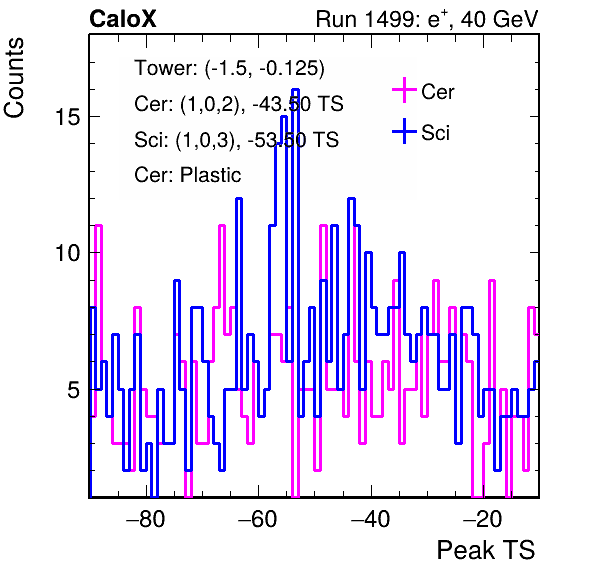 CaloX Run 1499: e⁺, 40 GeV
Counts
Tower: (-1.5, -0.125)
Cer: (1,0,2), -43.50 TS
Sci: (1,0,3), -53.50 TS
Cer: Plastic
Cer
Sci
15
10
5
−80 −60 −40 −20
Peak TS